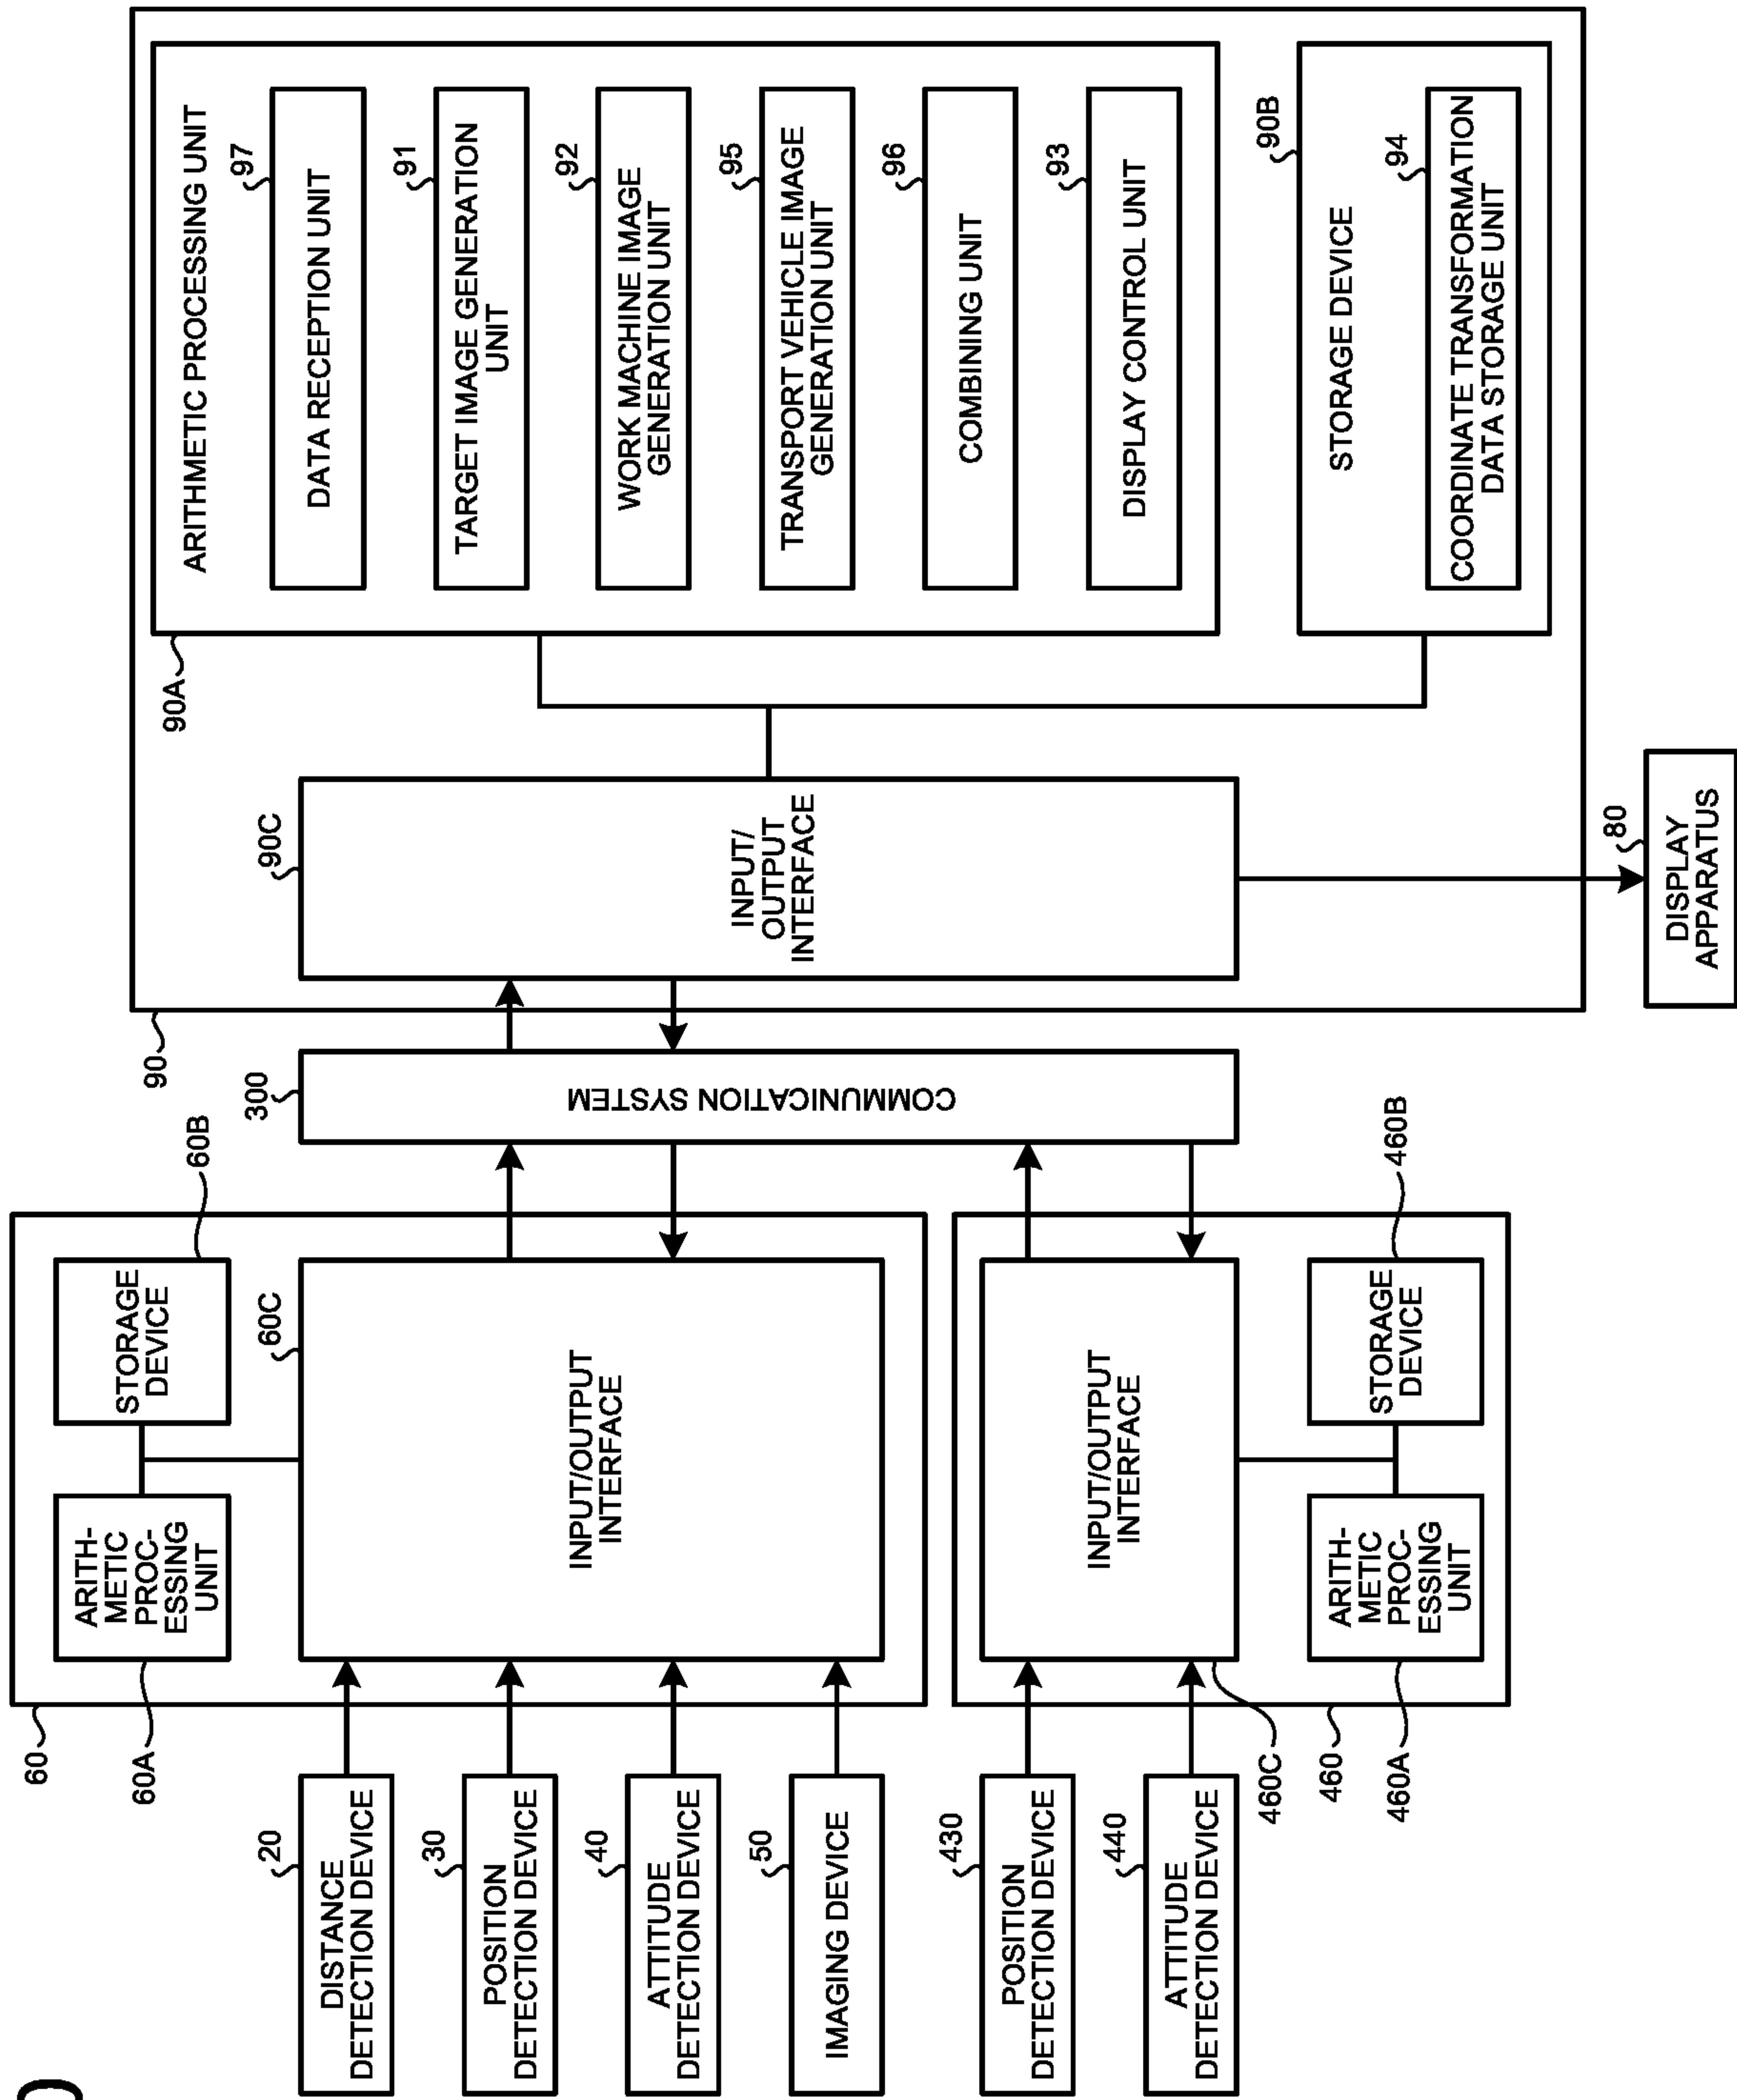 20
DISTANCE
DETECTION DEVICE
30
POSITION
DETECTION DEVICE
40
ATTITUDE
DETECTION DEVICE
50
IMAGING DEVICE
430
POSITION
DETECTION DEVICE
440
ATTITUDE
DETECTION DEVICE
60
60A
ARITH-
METIC
PROC-
ESSING
UNIT
60B
STORAGE
DEVICE
60C
INPUT/OUTPUT
INTERFACE
460
460A
ARITH-
METIC
PROC-
ESSING
UNIT
460B
STORAGE
DEVICE
460C
INPUT/OUTPUT
INTERFACE
300
COMMUNICATION SYSTEM
90
90C
INPUT/
OUTPUT
INTERFACE
90A
ARITHMETIC PROCESSING UNIT
97
DATA RECEPTION UNIT
91
TARGET IMAGE GENERATION
UNIT
92
WORK MACHINE IMAGE
GENERATION UNIT
95
TRANSPORT VEHICLE IMAGE
GENERATION UNIT
96
COMBINING UNIT
93
DISPLAY CONTROL UNIT
90B
STORAGE DEVICE
94
COORDINATE TRANSFORMATION
DATA STORAGE UNIT
80
DISPLAY
APPARATUS